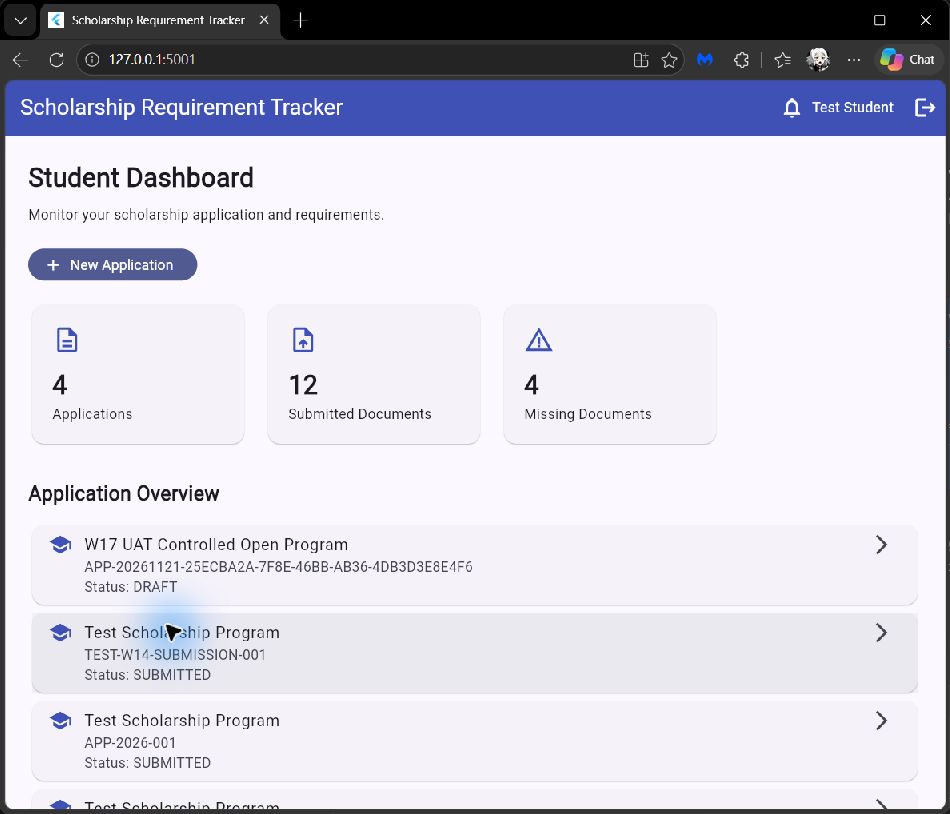 Scholarship Requirement Tracker
127.0.0.1:5001
Chat
Scholarship Requirement Tracker
Test Student
Student Dashboard
Monitor your scholarship application and requirements.
+ New Application
4
Applications
12
Submitted Documents
4
Missing Documents
Application Overview
W17 UAT Controlled Open Program
APP-20261121-25ECBA2A-7F8E-46BB-AB36-4DB3D3E8E4F6
Status: DRAFT
Test Scholarship Program
TEST-W14-SUBMISSION-001
Status: SUBMITTED
Test Scholarship Program
APP-2026-001
Status: SUBMITTED
Test Scholarship Program